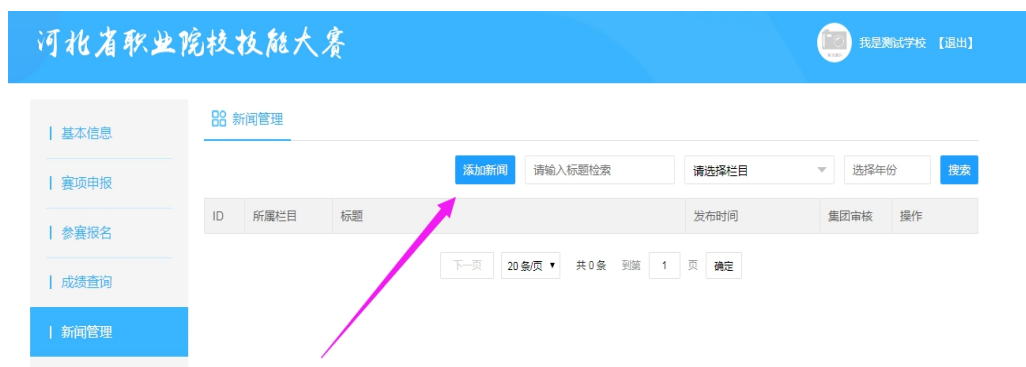 河北省职业院校技能大赛
我是测试学校 【退出】
基本信息
赛项申报
参赛报名
成绩查询
新闻管理
新闻管理
添加新闻 请输入标题检索 请选择栏目 选择年份 搜索
ID 所属栏目 标题 发布时间 集团审核 操作
下一页 20 条/页 共 0 条 到第 1 页 确定